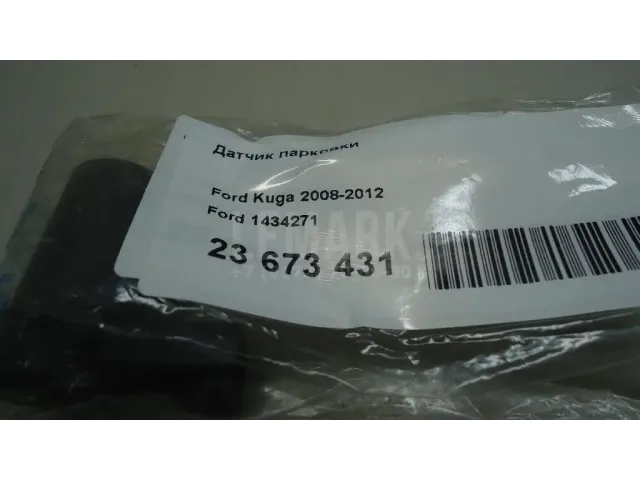 Датчик парковки
Ford Kuga 2008-2012
Ford 1434271
23 673 431